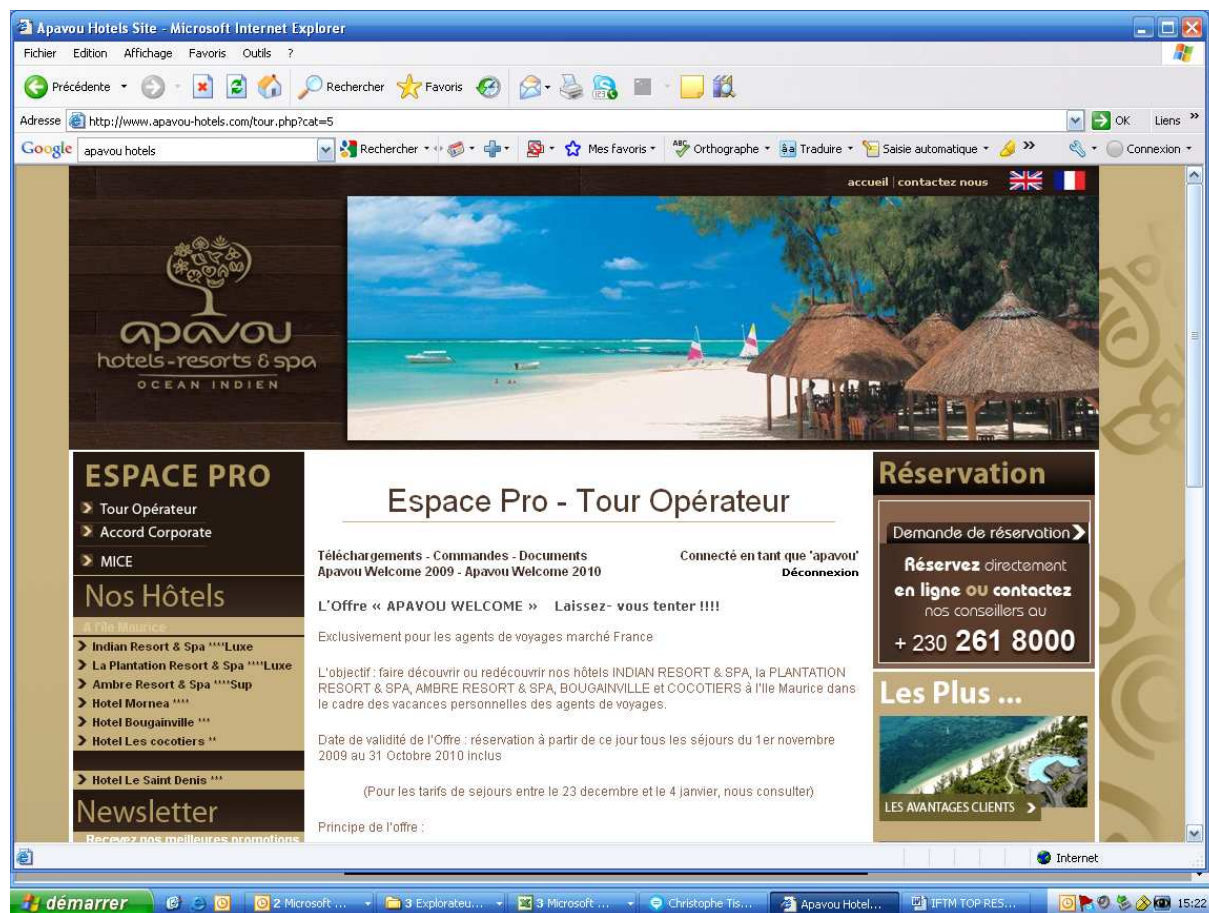 Apavou Hotels Site - Microsoft Internet Explorer
Fichier Edition Affichage Favoris Outils ?
Précédente Rechercher Favoris
Adresse http://www.apavou-hotels.com/tour.php?cat=5 OK Liens »
Google apavou hotels Rechercher Mes favoris Orthographe Traduire Saisie automatique » Connexion
accueil | contactez nous
apavou
hotels-resorts & spa
OCEAN INDIEN
ESPACE PRO
Tour Opérateur
Accord Corporate
MICE
Nos Hôtels
A l'île Maurice
Indian Resort & Spa ****Luxe
La Plantation Resort & Spa ****Luxe
Ambre Resort & Spa ****Sup
Hotel Mornea ****
Hotel Bougainville ***
Hotel Les cocotiers **
Hotel Le Saint Denis ***
Newsletter
Recevez nos meilleures promotions
Espace Pro - Tour Opérateur
Téléchargements - Commandes - Documents Connecté en tant que 'apavou'
Apavou Welcome 2009 - Apavou Welcome 2010 Déconnexion
L'Offre « APAVOU WELCOME » Laissez- vous tenter !!!!
Exclusivement pour les agents de voyages marché France
L'objectif : faire découvrir ou redécouvrir nos hôtels INDIAN RESORT & SPA, la PLANTATION
RESORT & SPA, AMBRE RESORT & SPA, BOUGAINVILLE et COCOTIERS à l'Ile Maurice dans
le cadre des vacances personnelles des agents de voyages.
Date de validité de l'Offre : réservation à partir de ce jour tous les séjours du 1er novembre
2009 au 31 Octobre 2010 inclus
(Pour les tarifs de sejours entre le 23 decembre et le 4 janvier, nous consulter)
Principe de l'offre :
Réservation
Demande de réservation
Réservez directement
en ligne ou contactez
nos conseillers au
+ 230 261 8000
Les Plus ...
LES AVANTAGES CLIENTS
Internet
démarrer 2 Microsoft ... 3 Explorateu... 3 Microsoft ... Christophe Tis... Apavou Hotel... IFTM TOP RES... 15:22